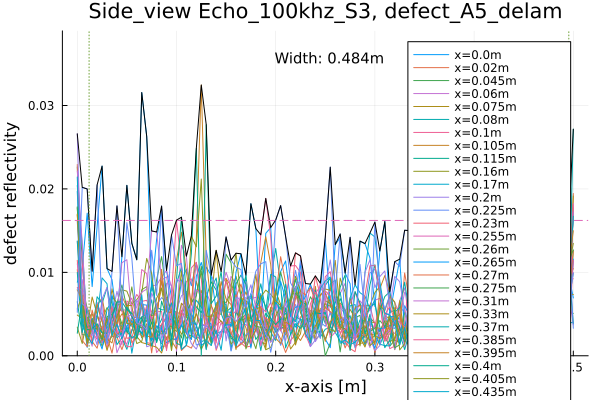 Side_view Echo_100khz_S3, defect_A5_delam
Width: 0.484m
defect reflectivity
0.03
0.02
0.01
0.00
0.0
0.1
0.2
0.3
.5
x-axis [m]
x=0.0m
x=0.02m
x=0.045m
x=0.06m
x=0.075m
x=0.08m
x=0.1m
x=0.105m
x=0.115m
x=0.16m
x=0.17m
x=0.2m
x=0.225m
x=0.23m
x=0.255m
x=0.26m
x=0.265m
x=0.27m
x=0.275m
x=0.31m
x=0.33m
x=0.37m
x=0.385m
x=0.395m
x=0.4m
x=0.405m
x=0.435m